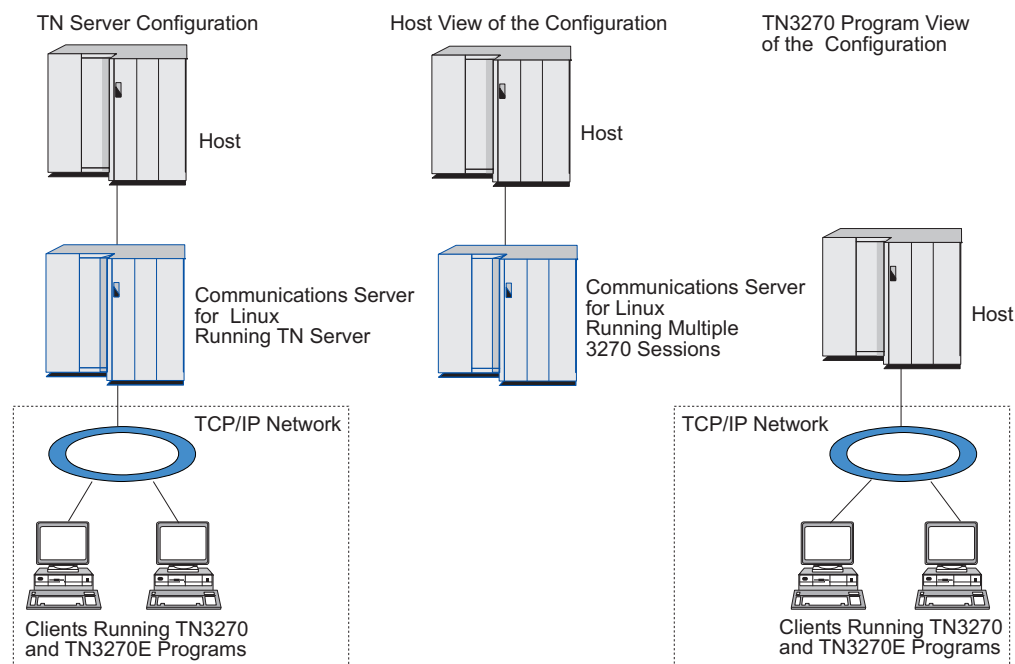 TN Server Configuration
Host
Communications Server
for Linux
Running TN Server
TCP/IP Network
Clients Running TN3270
and TN3270E Programs
Host View of the Configuration
Host
Communications Server
for Linux
Running Multiple
3270 Sessions
TN3270 Program View
of the Configuration
Host
TCP/IP Network
Clients Running TN3270
and TN3270E Programs